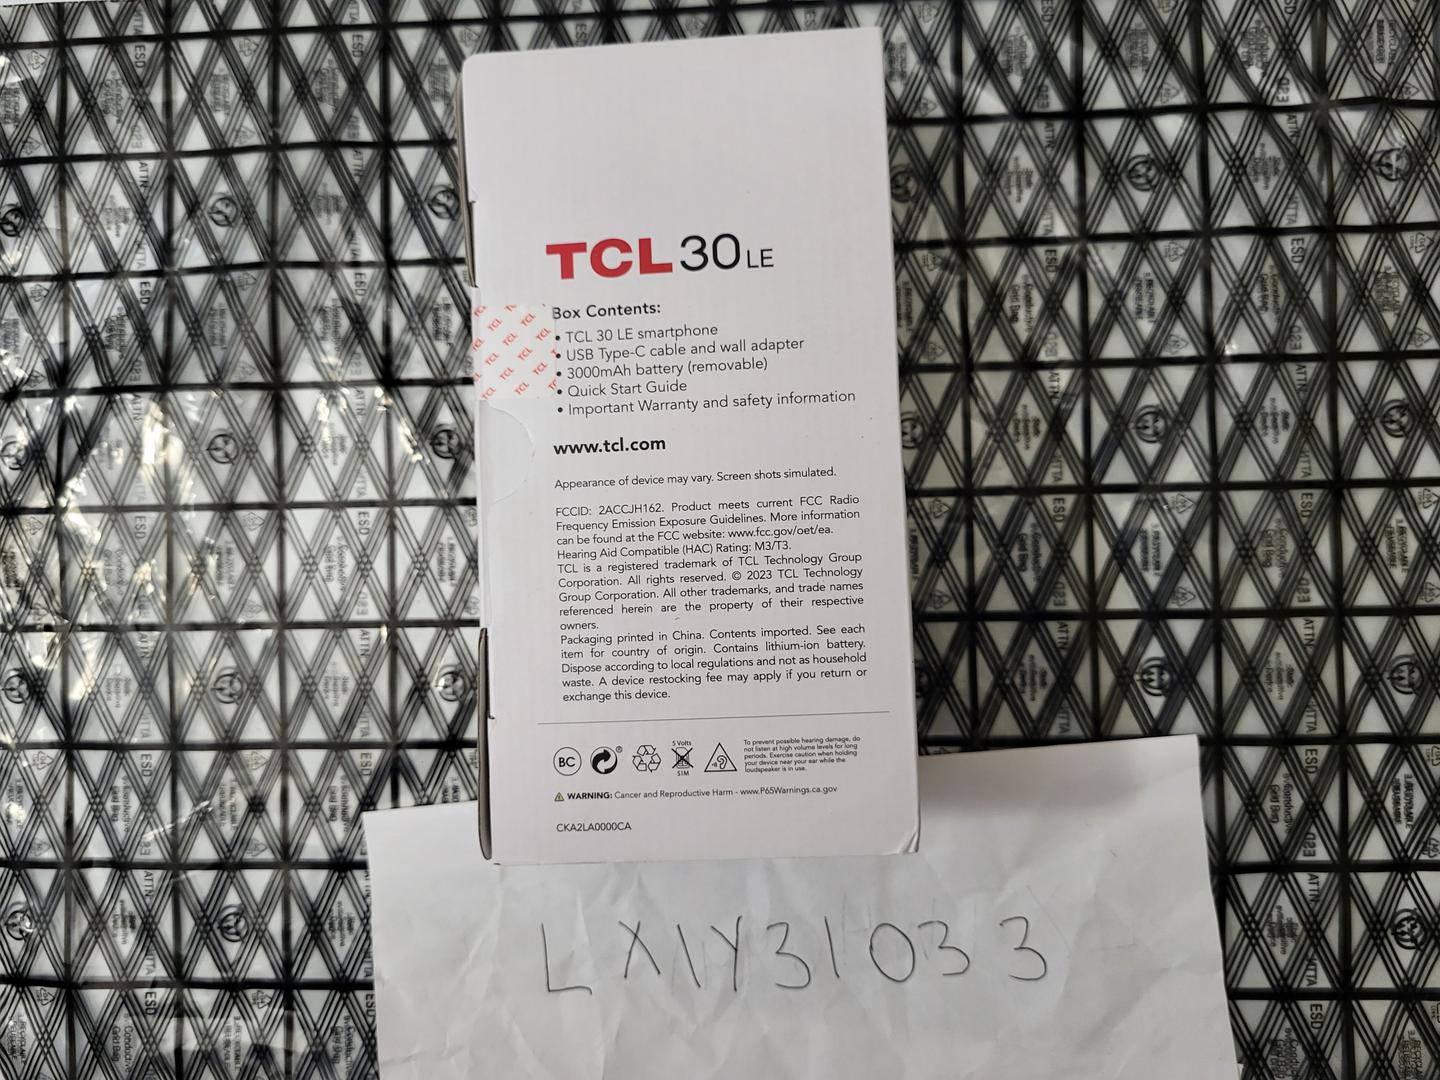 TCL 30 LE
Box Contents:
• TCL 30 LE smartphone
• USB Type-C cable and wall adapter
• 3000mAh battery (removable)
• Quick Start Guide
• Important Warranty and safety information
www.tcl.com
Appearance of device may vary. Screen shots simulated.
FCCID: 2ACCJH162. Product meets current FCC Radio
Frequency Emission Exposure Guidelines. More information
can be found at the FCC website: www.fcc.gov/oet/ea.
Hearing Aid Compatible (HAC) Rating: M3/T3.
TCL is a registered trademark of TCL Technology Group
Corporation. All rights reserved. © 2023 TCL Technology
Group Corporation. All other trademarks, and trade names
referenced herein are the property of their respective
owners.
Packaging printed in China. Contents imported. See each
item for country of origin. Contains lithium-ion battery.
Dispose according to local regulations and not as household
waste. A device restocking fee may apply if you return or
exchange this device.
BC
®
5 Volts
SIM
To prevent possible hearing damage, do
not listen at high volume levels for long
periods. Exercise caution when holding
your device near your ear while the
loudspeaker is in use.
WARNING: Cancer and Reproductive Harm - www.P65Warnings.ca.gov
CKA2LA0000CA
LX1Y31033